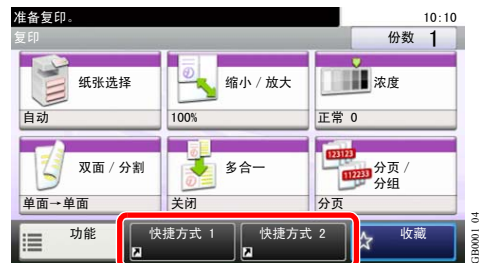 准备复印。
10:10
复印
份数 1
纸张选择
自动
缩小 / 放大
100%
浓度
正常 0
双面 / 分割
单面→单面
多合一
关闭
123123
112233
分页 /
分组
分页
功能
快捷方式 1
快捷方式 2
收藏
GB0001_04